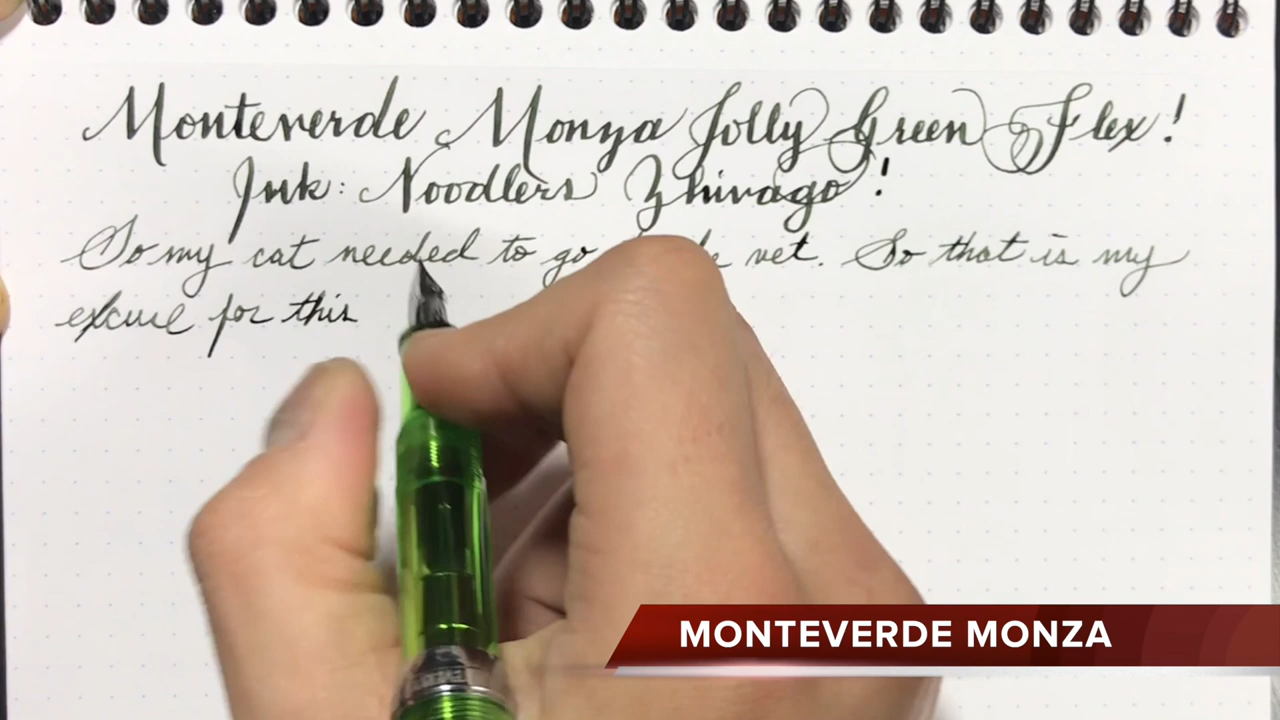 Monteverde Monza Jolly Green Flex!
Ink: Noodlers Zhivago!
So my cat needed to go vet. So that is my
excuse for this
MONTEVERDE MONZA